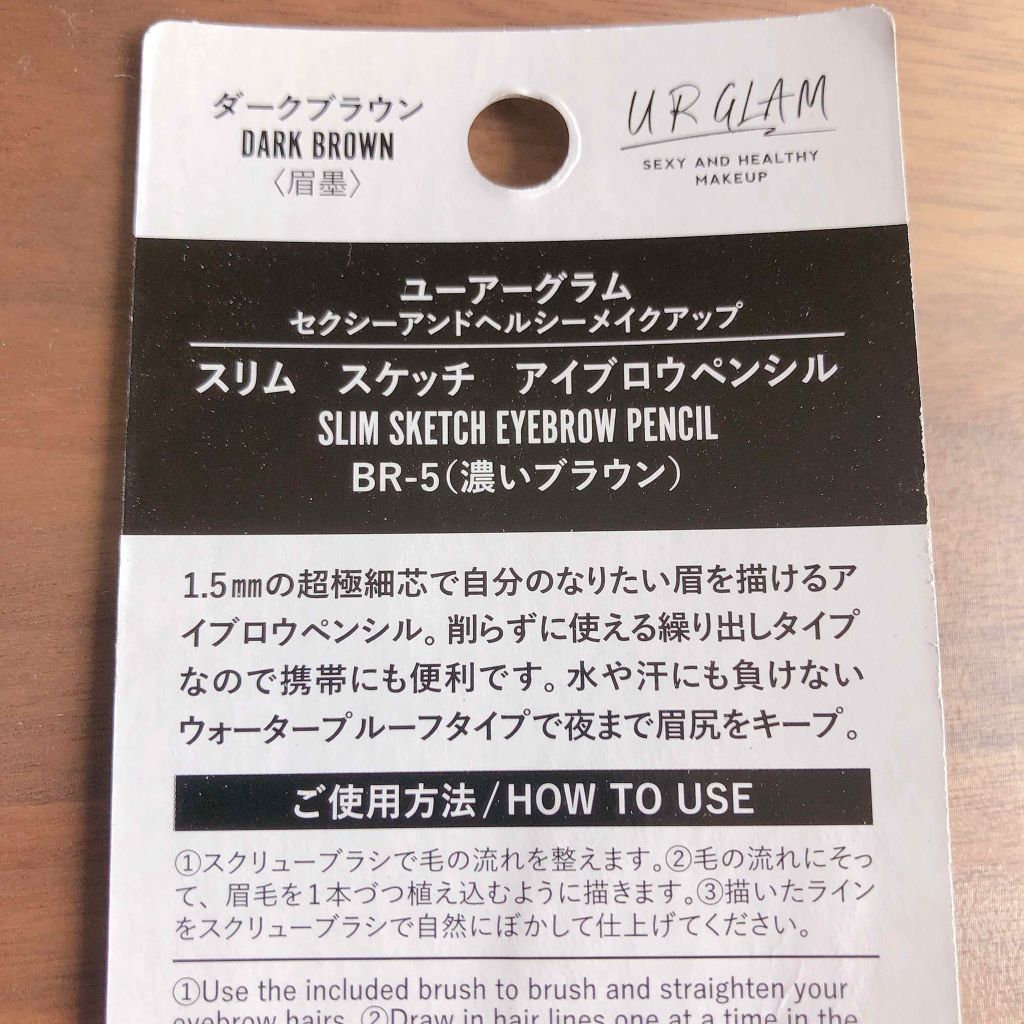 ダークブラウン
DARK BROWN
〈眉墨〉
UR GLAM
SEXY AND HEALTHY
MAKEUP
ユーアーグラム
セクシーアンドヘルシーメイクアップ
スリム　スケッチ　アイブロウペンシル
SLIM SKETCH EYEBROW PENCIL
BR-5(濃いブラウン)
1.5㎜の超極細芯で自分のなりたい眉を描けるア
イブロウペンシル。削らずに使える繰り出しタイプ
なので携帯にも便利です。水や汗にも負けない
ウォータープルーフタイプで夜まで眉尻をキープ。
ご使用方法/HOW TO USE
①スクリューブラシで毛の流れを整えます。②毛の流れにそっ
て、眉毛を1本づつ植え込むように描きます。③描いたライン
をスクリューブラシで自然にぼかして仕上げてください。
①Use the included brush to brush and straighten your
eyebrow hairs. ②Draw in hair lines one at a time in the